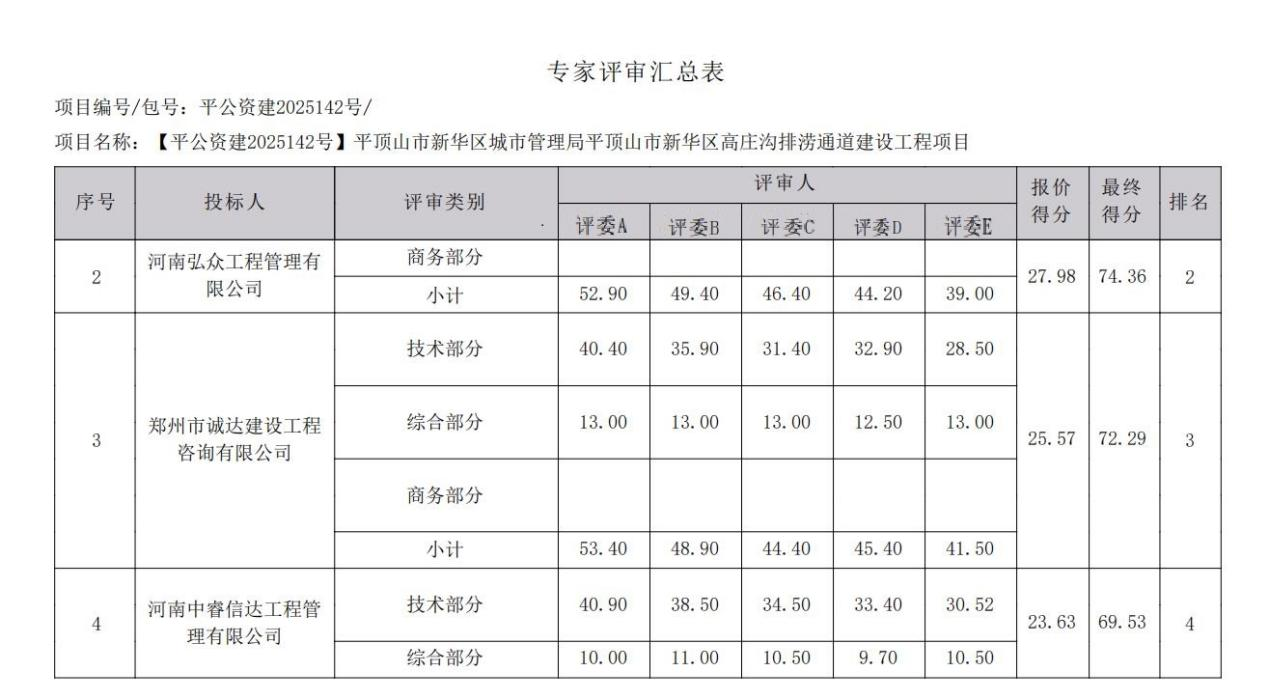 专家评审汇总表
项目编号/包号：平公资建2025142号/
项目名称：【平公资建2025142号】平顶山市新华区城市管理局平顶山市新华区高庄沟排涝通道建设工程项目
序号 投标人 评审类别 评审人 报价得分 最终得分 排名
评委A 评委B 评委C 评委D 评委E
2 河南弘众工程管理有限公司 商务部分 27.98 74.36 2
小计 52.90 49.40 46.40 44.20 39.00
3 郑州市诚达建设工程咨询有限公司 技术部分 40.40 35.90 31.40 32.90 28.50 25.57 72.29 3
综合部分 13.00 13.00 13.00 12.50 13.00
商务部分
小计 53.40 48.90 44.40 45.40 41.50
4 河南中睿信达工程管理有限公司 技术部分 40.90 38.50 34.50 33.40 30.52 23.63 69.53 4
综合部分 10.00 11.00 10.50 9.70 10.50